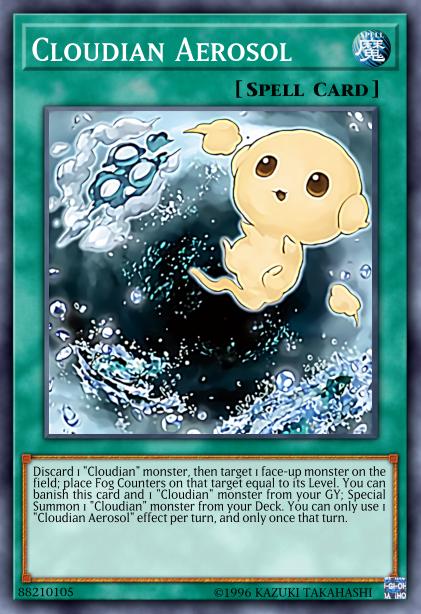 Cloudian Aerosol
SPELL
魔
[Spell Card]
Discard 1 "Cloudian" monster, then target 1 face-up monster on the
field; place Fog Counters on that target equal to its Level. You can
banish this card and 1 "Cloudian" monster from your GY; Special
Summon 1 "Cloudian" monster from your Deck. You can only use 1
"Cloudian Aerosol" effect per turn, and only once that turn.
88210105
©1996 KAZUKI TAKAHASHI